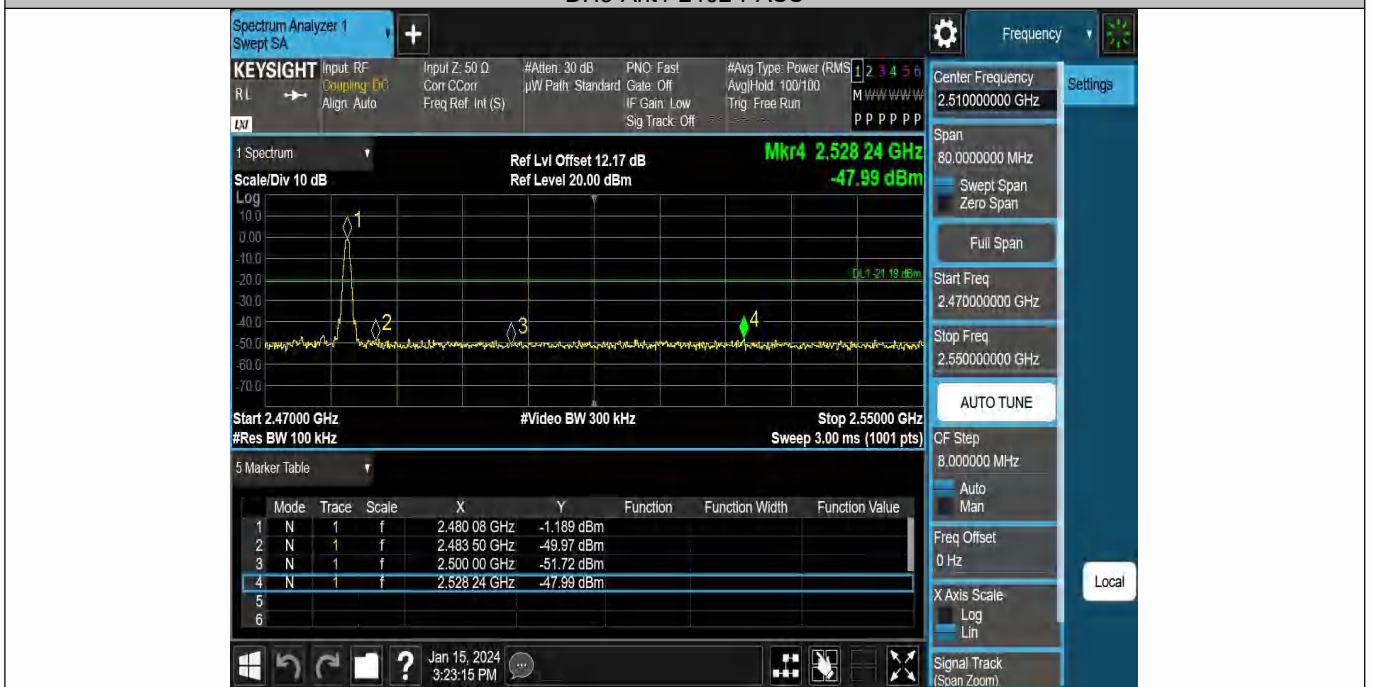 Spectrum Analyzer 1
Swept SA
+
Frequency
KEYSIGHT
RL
LXI
Input: RF
Coupling: DC
Align: Auto
Input Z: 50 Ω
Corr CCorr
Freq Ref: Int (S)
#Atten: 30 dB
µW Path: Standard
PNO: Fast
Gate: Off
IF Gain: Low
Sig Track: Off
#Avg Type: Power (RMS
Avg|Hold: 100/100
Trig: Free Run
1 2 3 4 5 6
M W W W W W
P P P P P P
1 Spectrum
Scale/Div 10 dB
Ref Lvl Offset 12.17 dB
Ref Level 20.00 dBm
Mkr4 2.528 24 GHz
-47.99 dBm
Log
10.0
0.00
-10.0
-20.0
-30.0
-40.0
-50.0
-60.0
-70.0
1
2
3
4
DL1 -21.19 dBm
Start 2.47000 GHz
#Res BW 100 kHz
#Video BW 300 kHz
Stop 2.55000 GHz
Sweep 3.00 ms (1001 pts)
5 Marker Table
Mode Trace Scale X Y Function Function Width Function Value
1 N 1 f 2.480 08 GHz -1.189 dBm
2 N 1 f 2.483 50 GHz -49.97 dBm
3 N 1 f 2.500 00 GHz -51.72 dBm
4 N 1 f 2.528 24 GHz -47.99 dBm
5
6
Center Frequency
2.510000000 GHz
Settings
Span
80.0000000 MHz
Swept Span
Zero Span
Full Span
Start Freq
2.470000000 GHz
Stop Freq
2.550000000 GHz
AUTO TUNE
CF Step
8.000000 MHz
Auto
Man
Freq Offset
0 Hz
X Axis Scale
Log
Lin
Local
Signal Track
(Span Zoom)
?
Jan 15, 2024
3:23:15 PM